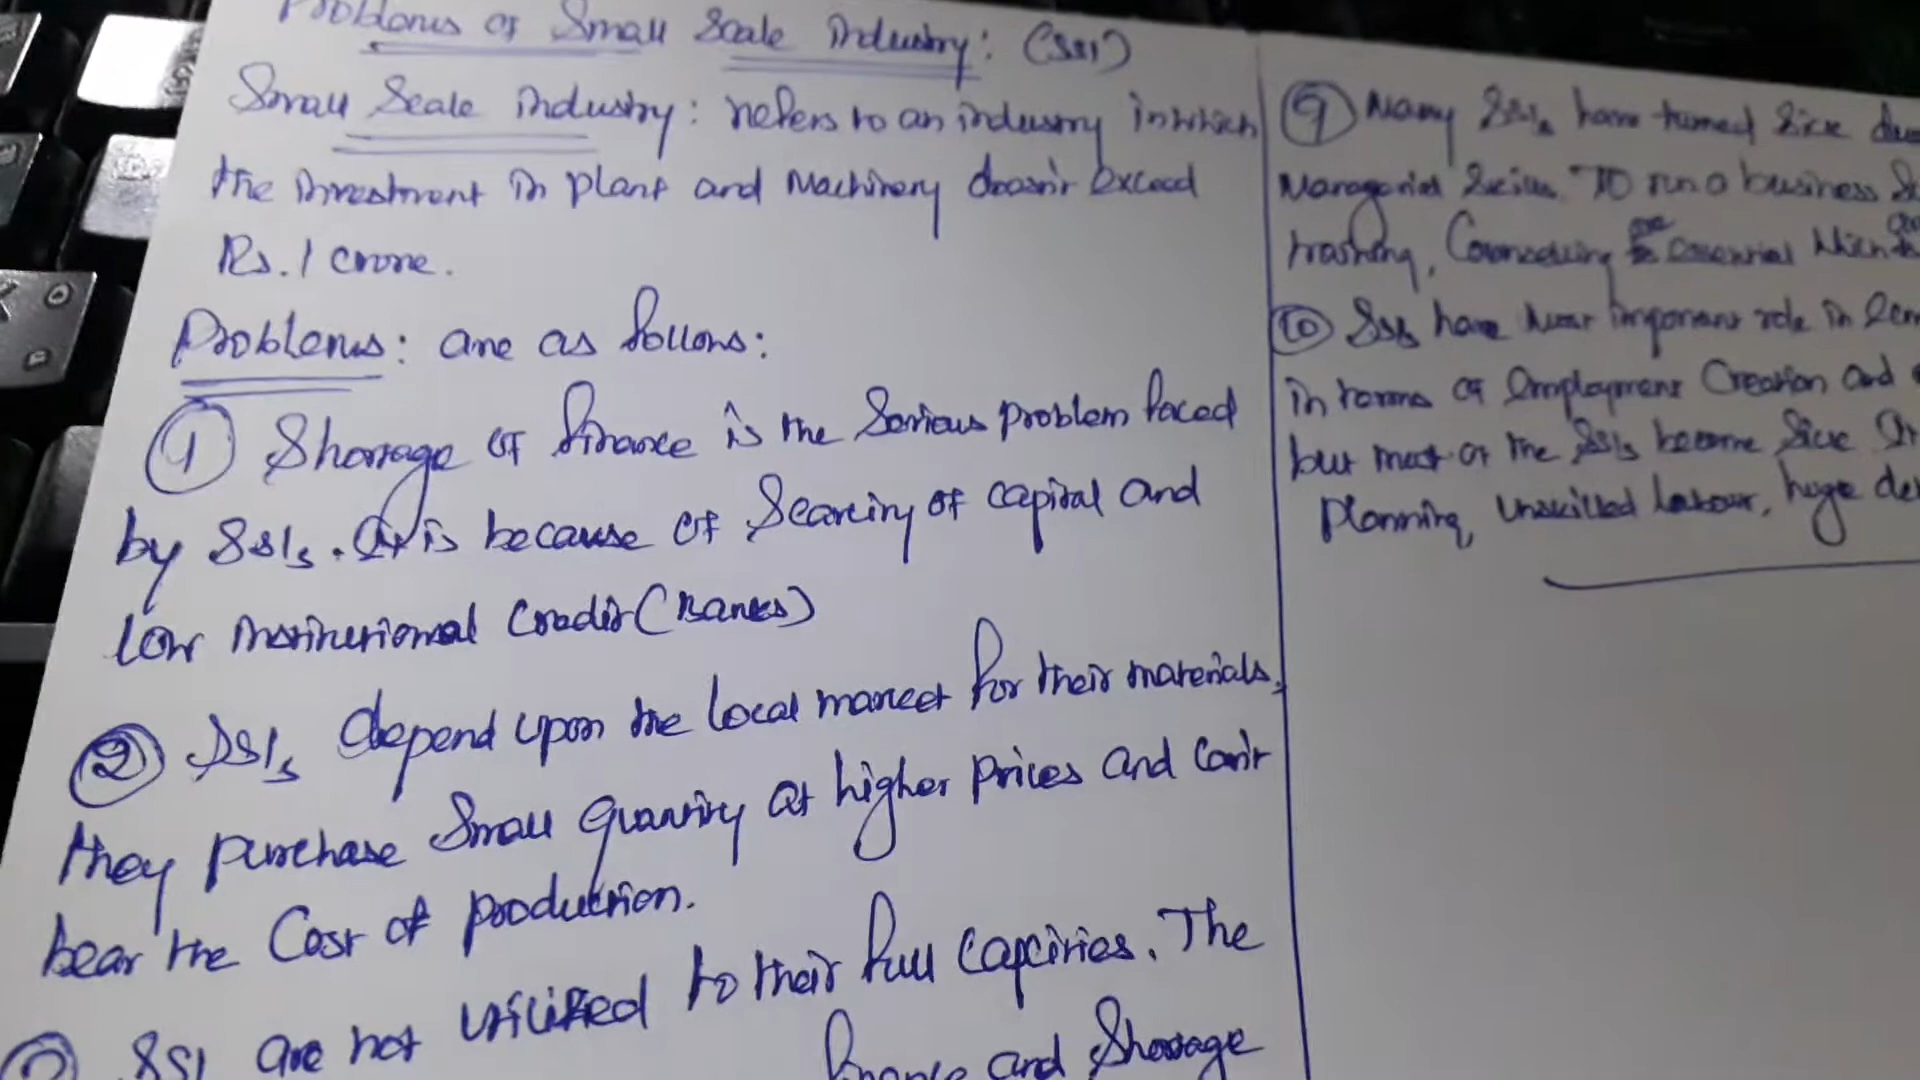 Problems of Small Scale Industry: (SSI)
Small Scale industry: refers to an industry in which
the investment in plant and Machinery doesn't exceed
Rs. 1 crore.
Problems: are as follows:
① Shortage of finance is the Serious problem faced
by SSIs. It is because of Scarcity of capital and
low institutional credit (Banks)
② SSIs depend upon the local market for their materials.
they purchase Small quantity at higher prices and can't
bear the Cost of production.
SSI are not utilised to their full capcities. The
finance and Shortage
⑨ Many SSIs have turned Sick
Managerial Skills. To run a business
training, Counselling are essential which
⑩ SSIs have important role in
in terms of Employment Creation and
but most of the SSIs become Sick
planning, unskilled labour, huge